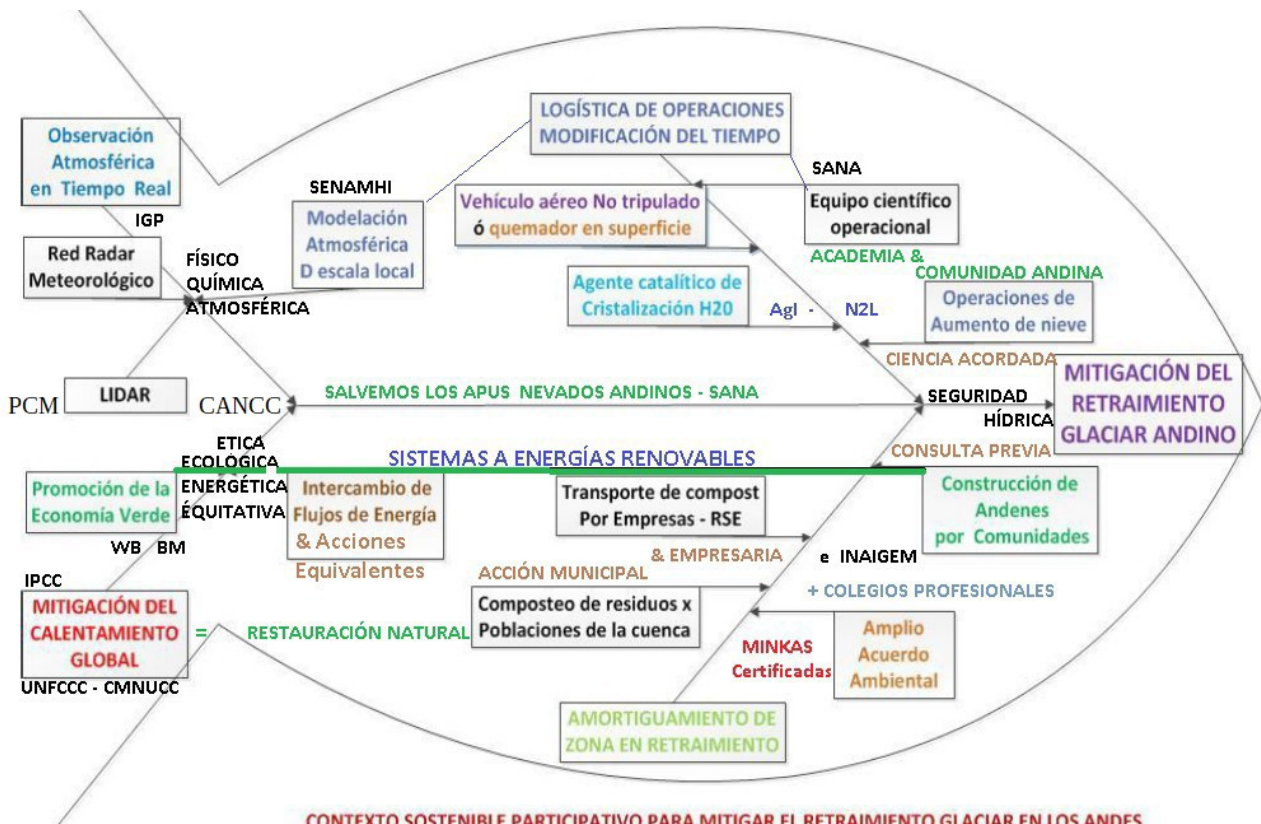 LOGÍSTICA DE OPERACIONES
MODIFICACIÓN DEL TIEMPO
Observación
Atmosférica
en Tiempo Real
IGP
SENAMHI
SANA
Vehículo aéreo No tripulado
ó quemador en superficie
Equipo científico
operacional
Modelación
Atmosférica
D escala local
Red Radar
Meteorológico
FÍSICO
QUÍMICA
ATMOSFÉRICA
ACADEMIA &
COMUNIDAD ANDINA
Agente catalítico de
Cristalización H20
AgI - N2L
Operaciones de
Aumento de nieve
CIENCIA ACORDADA
LIDAR
PCM
CANCC
SALVEMOS LOS APUS NEVADOS ANDINOS - SANA
SEGURIDAD
HÍDRICA
MITIGACIÓN DEL
RETRAIMIENTO
GLACIAR ANDINO
ETICA
ECOLÓGICA
ENERGÉTICA
ÉQUITATIVA
SISTEMAS A ENERGÍAS RENOVABLES
CONSULTA PREVIA
Promoción de la
Economía Verde
WB BM
Intercambio de
Flujos de Energía
& Acciones
Equivalentes
Transporte de compost
Por Empresas - RSE
Construcción de
Andenes
por Comunidades
& EMPRESARIA
e INAIGEM
IPCC
MITIGACIÓN DEL
CALENTAMIENTO
GLOBAL
UNFCCC - CMNUCC
= RESTAURACIÓN NATURAL
ACCIÓN MUNICIPAL
Composteo de residuos x
Poblaciones de la cuenca
+ COLEGIOS PROFESIONALES
MINKAS
Certificadas
Amplio
Acuerdo
Ambiental
AMORTIGUAMIENTO DE
ZONA EN RETRAIMIENTO
CONTEXTO SOSTENIBLE PARTICIPATIVO PARA MITIGAR EL RETRAIMIENTO GLACIAR EN LOS ANDES